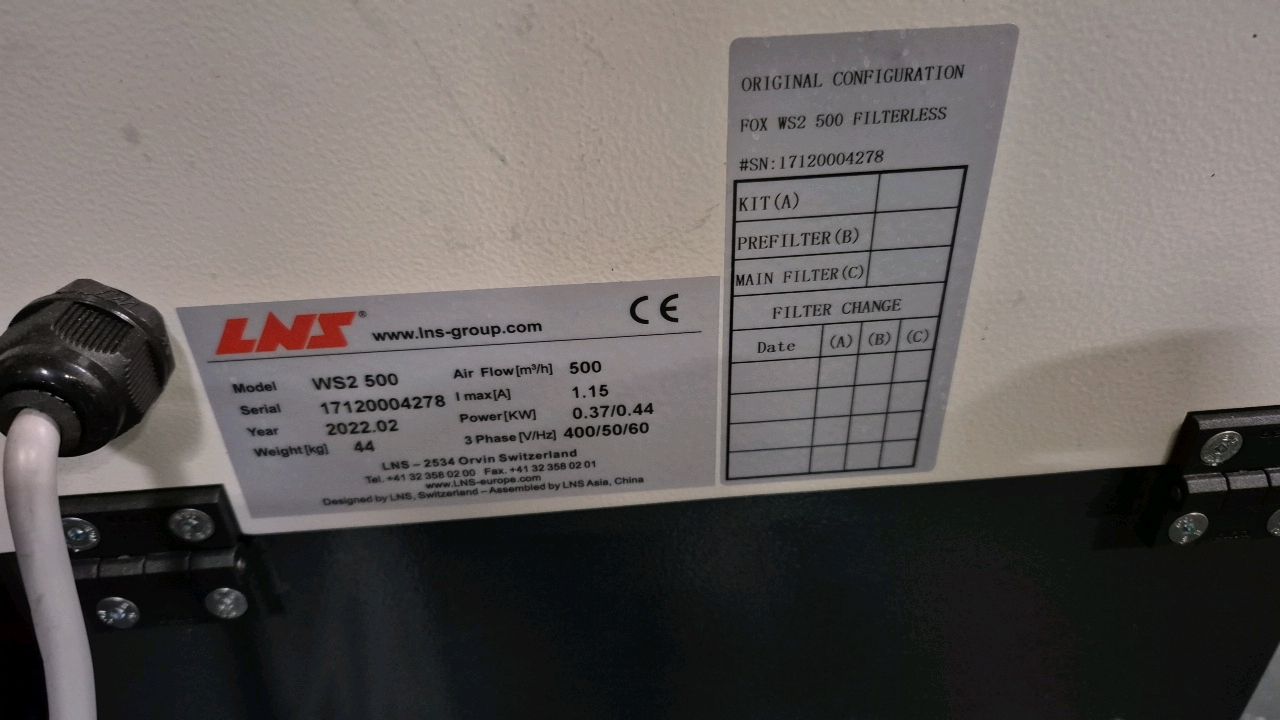 LNS® www.lns-group.com CE
Model WS2 500 Air Flow[m³/h] 500
Serial 17120004278 I max[A] 1.15
Year 2022.02 Power[KW] 0.37/0.44
Weight[kg] 44 3 Phase[V/Hz] 400/50/60
LNS – 2534 Orvin Switzerland
Tel. +41 32 358 02 00 Fax. +41 32 358 02 01
www.LNS-europe.com
Designed by LNS, Switzerland – Assembled by LNS Asia, China
ORIGINAL CONFIGURATION
FOX WS2 500 FILTERLESS
#SN:17120004278
KIT(A)
PREFILTER(B)
MAIN FILTER(C)
FILTER CHANGE
Date (A) (B) (C)